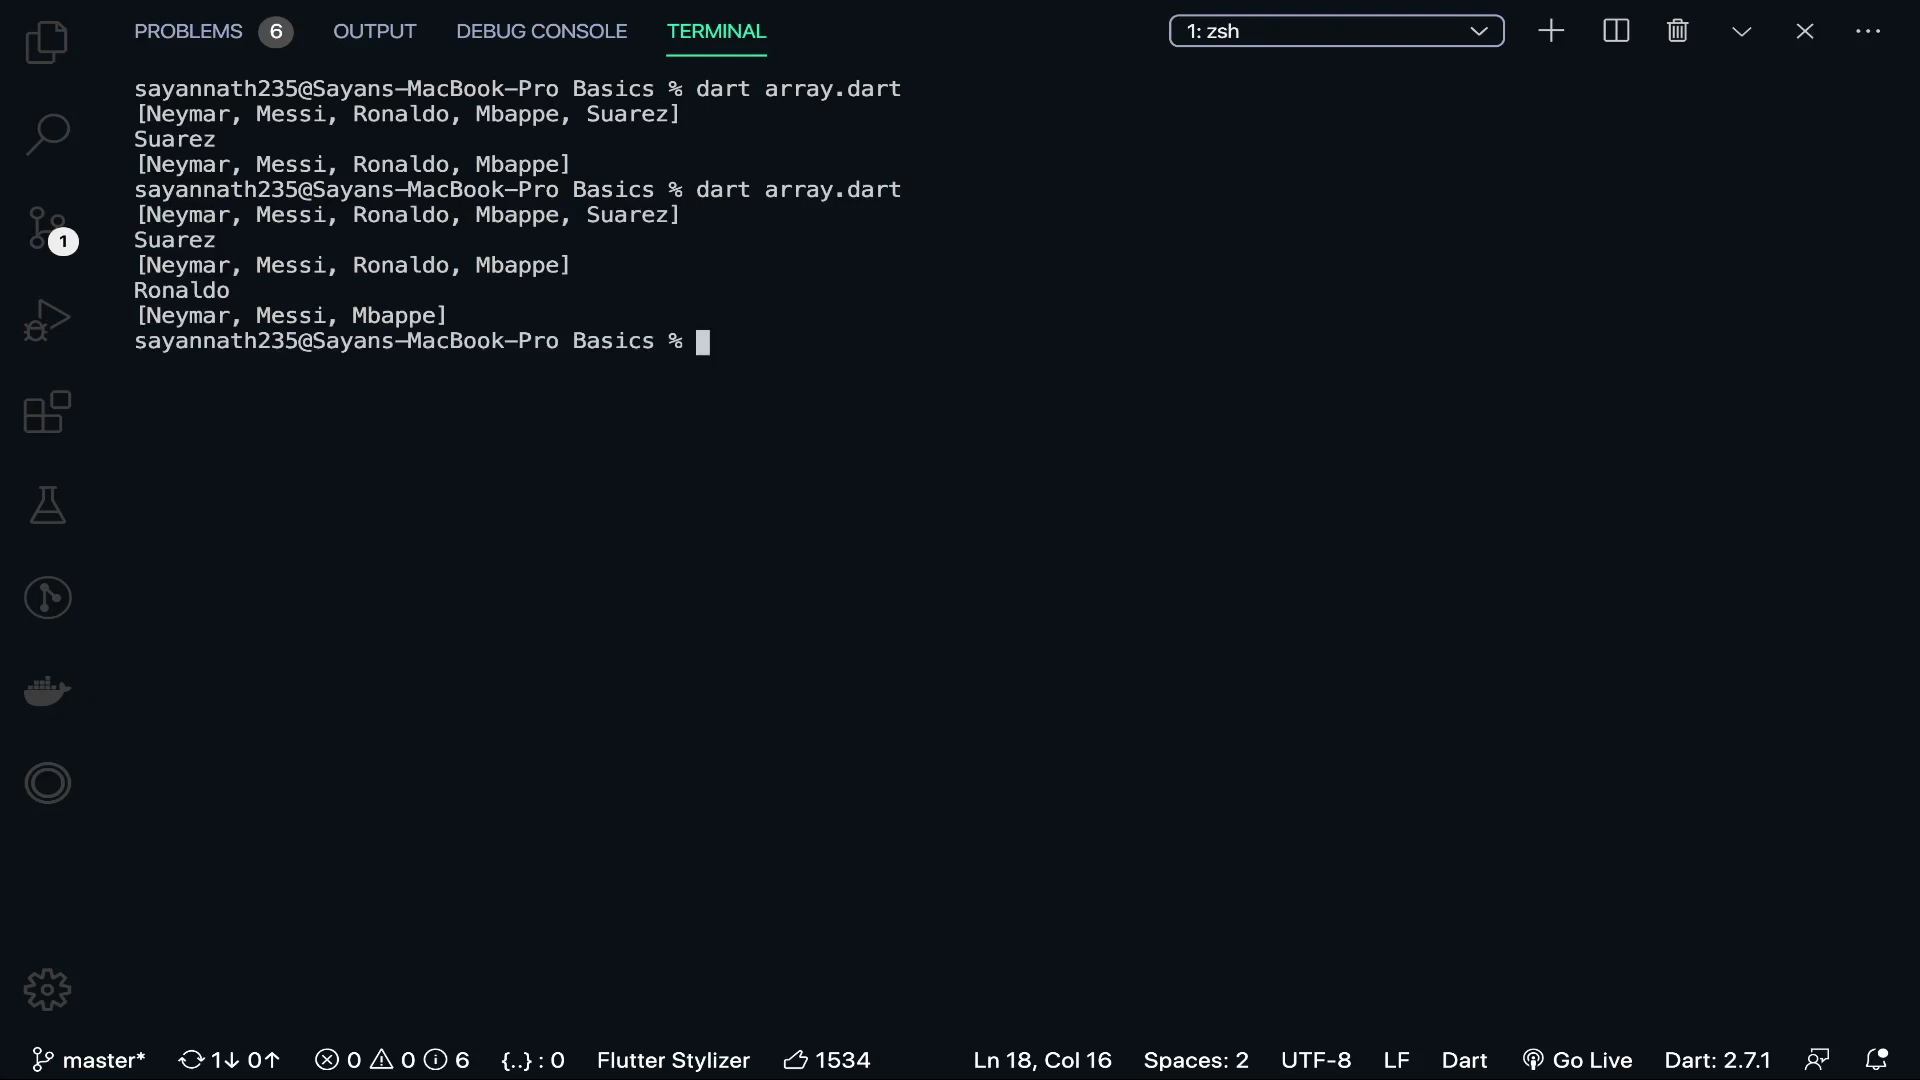 PROBLEMS 6 OUTPUT DEBUG CONSOLE TERMINAL 1: zsh
sayannath235@Sayans-MacBook-Pro Basics % dart array.dart
[Neymar, Messi, Ronaldo, Mbappe, Suarez]
Suarez
[Neymar, Messi, Ronaldo, Mbappe]
sayannath235@Sayans-MacBook-Pro Basics % dart array.dart
[Neymar, Messi, Ronaldo, Mbappe, Suarez]
Suarez
[Neymar, Messi, Ronaldo, Mbappe]
Ronaldo
[Neymar, Messi, Mbappe]
sayannath235@Sayans-MacBook-Pro Basics %
1
master* 1↓ 0↑ 0 0 6 {..} : 0 Flutter Stylizer 1534 Ln 18, Col 16 Spaces: 2 UTF-8 LF Dart Go Live Dart: 2.7.1